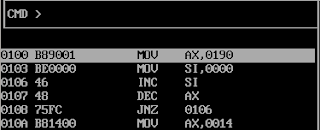 CMD >
0100 B89001 MOV AX,0190
0103 BE0000 MOV SI,0000
0106 46 INC SI
0107 48 DEC AX
0108 75FC JNZ 0106
010A B81400 MOV AX,0014